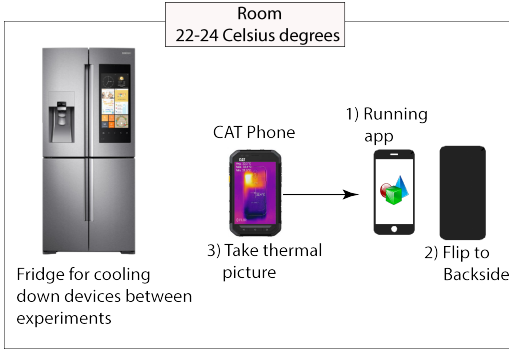 Room
22-24 Celsius degrees
1) Running
app
CAT Phone
CAT
3) Take thermal
picture
2) Flip to
Backside
Fridge for cooling
down devices between
experiments